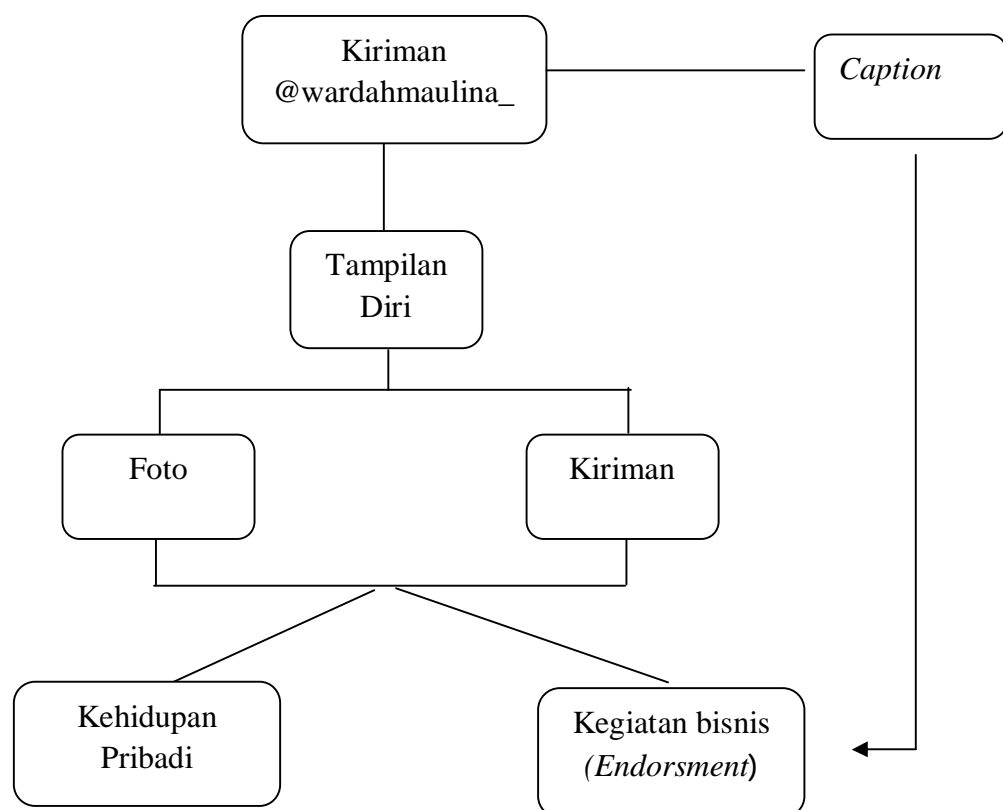 Kiriman
@wardahmaulina_
Caption
Tampilan
Diri
Foto
Kiriman
Kehidupan
Pribadi
Kegiatan bisnis
(Endorsment)